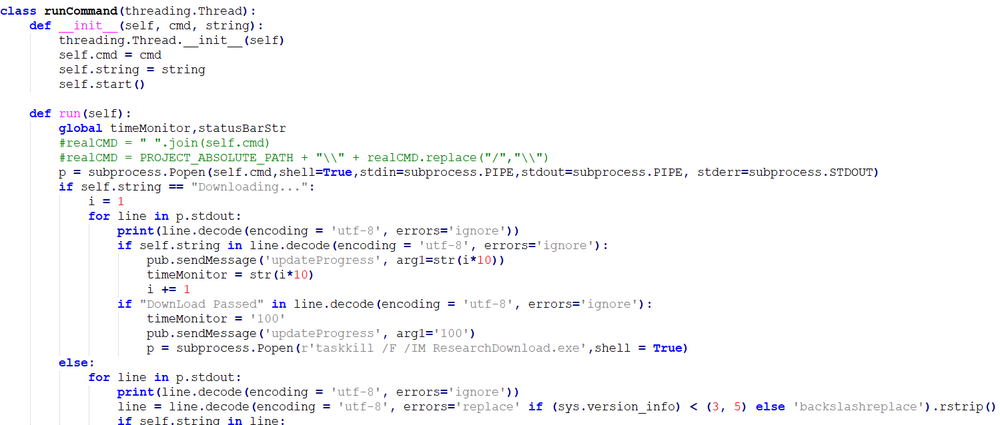 class runCommand(threading.Thread):
    def __init__(self, cmd, string):
        threading.Thread.__init__(self)
        self.cmd = cmd
        self.string = string
        self.start()

    def run(self):
        global timeMonitor,statusBarStr
        #realCMD = " ".join(self.cmd)
        #realCMD = PROJECT_ABSOLUTE_PATH + "\\" + realCMD.replace("/","\\")
        p = subprocess.Popen(self.cmd,shell=True,stdin=subprocess.PIPE,stdout=subprocess.PIPE, stderr=subprocess.STDOUT)
        if self.string == "Downloading...":
            i = 1
            for line in p.stdout:
                print(line.decode(encoding = 'utf-8', errors='ignore'))
                if self.string in line.decode(encoding = 'utf-8', errors='ignore'):
                    pub.sendMessage('updateProgress', arg1=str(i*10))
                    timeMonitor = str(i*10)
                    i += 1
                if "DownLoad Passed" in line.decode(encoding = 'utf-8', errors='ignore'):
                    timeMonitor = '100'
                    pub.sendMessage('updateProgress', arg1='100')
                    p = subprocess.Popen(r'taskkill /F /IM ResearchDownload.exe',shell = True)
        else:
            for line in p.stdout:
                print(line.decode(encoding = 'utf-8', errors='ignore'))
                line = line.decode(encoding = 'utf-8', errors='replace' if (sys.version_info) < (3, 5) else 'backslashreplace').rstrip()
                if self.string in line: